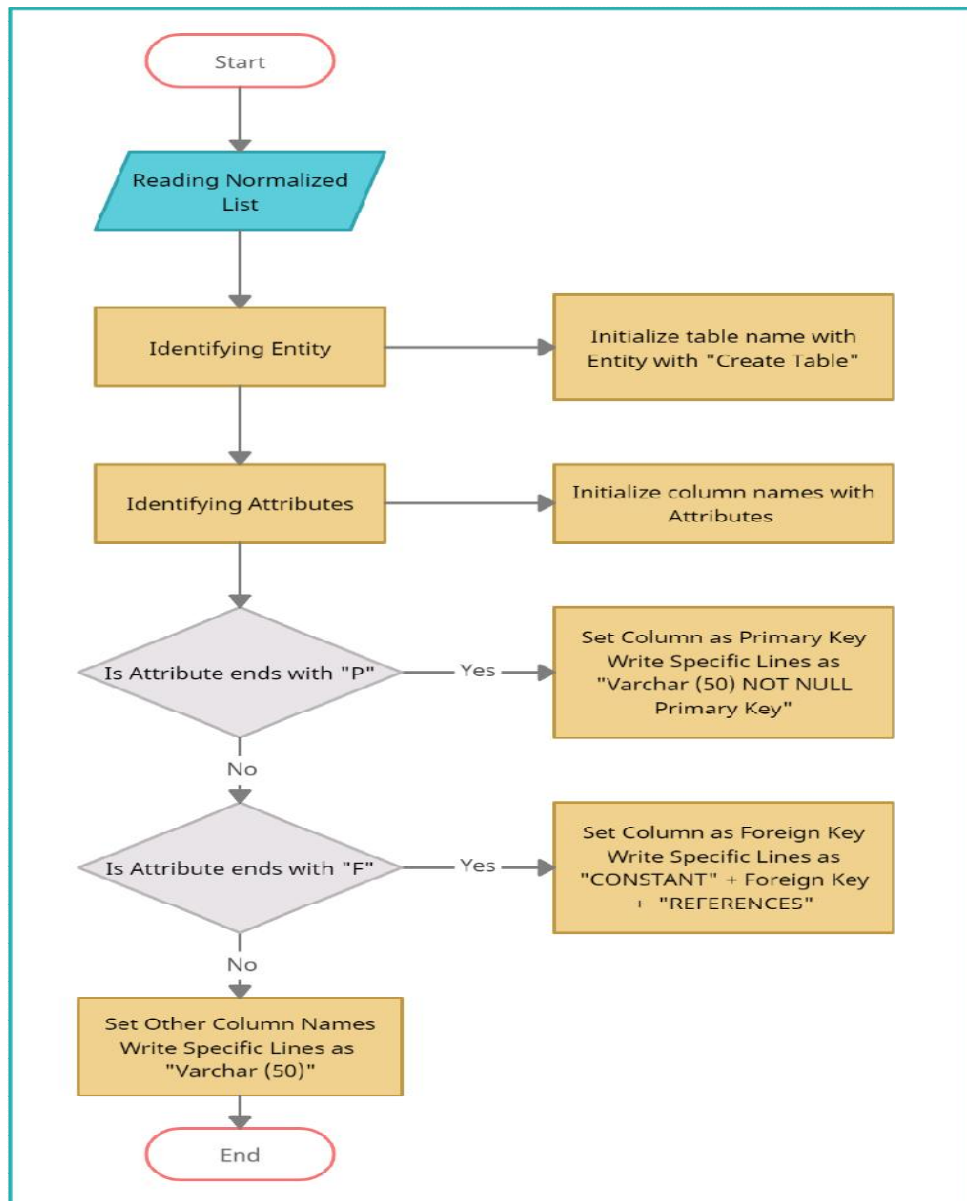 Start
Reading Normalized
List
Identifying Entity
Initialize table name with
Entity with "Create Table"
Identifying Attributes
Initialize column names with
Attributes
Is Attribute ends with "P"
Yes
Set Column as Primary Key
Write Specific Lines as
"Varchar (50) NOT NULL
Primary Key"
No
Is Attribute ends with "F"
Yes
Set Column as Foreign Key
Write Specific Lines as
"CONSTANT" + Foreign Key
+ "REFERENCES"
No
Set Other Column Names
Write Specific Lines as
"Varchar (50)"
End